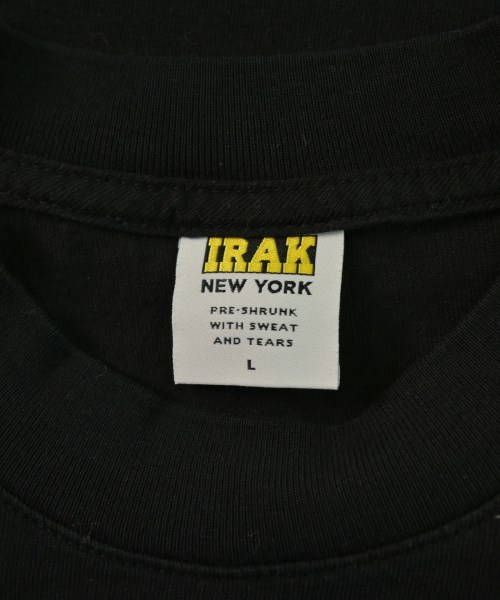 IRAK
NEW YORK
PRE-SHRUNK
WITH SWEAT
AND TEARS
L